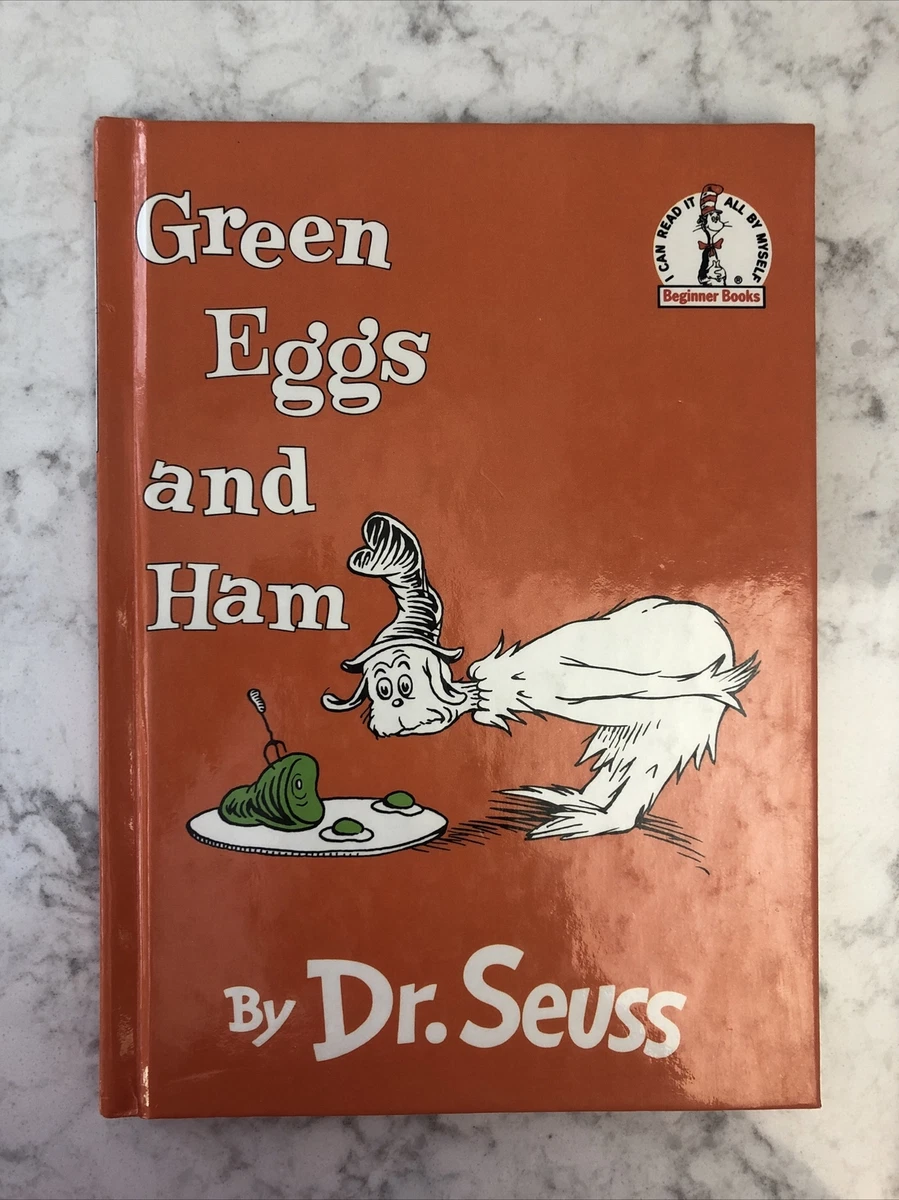 Green
Eggs
and
Ham
I CAN READ IT ALL BY MYSELF
®
Beginner Books
By Dr. Seuss